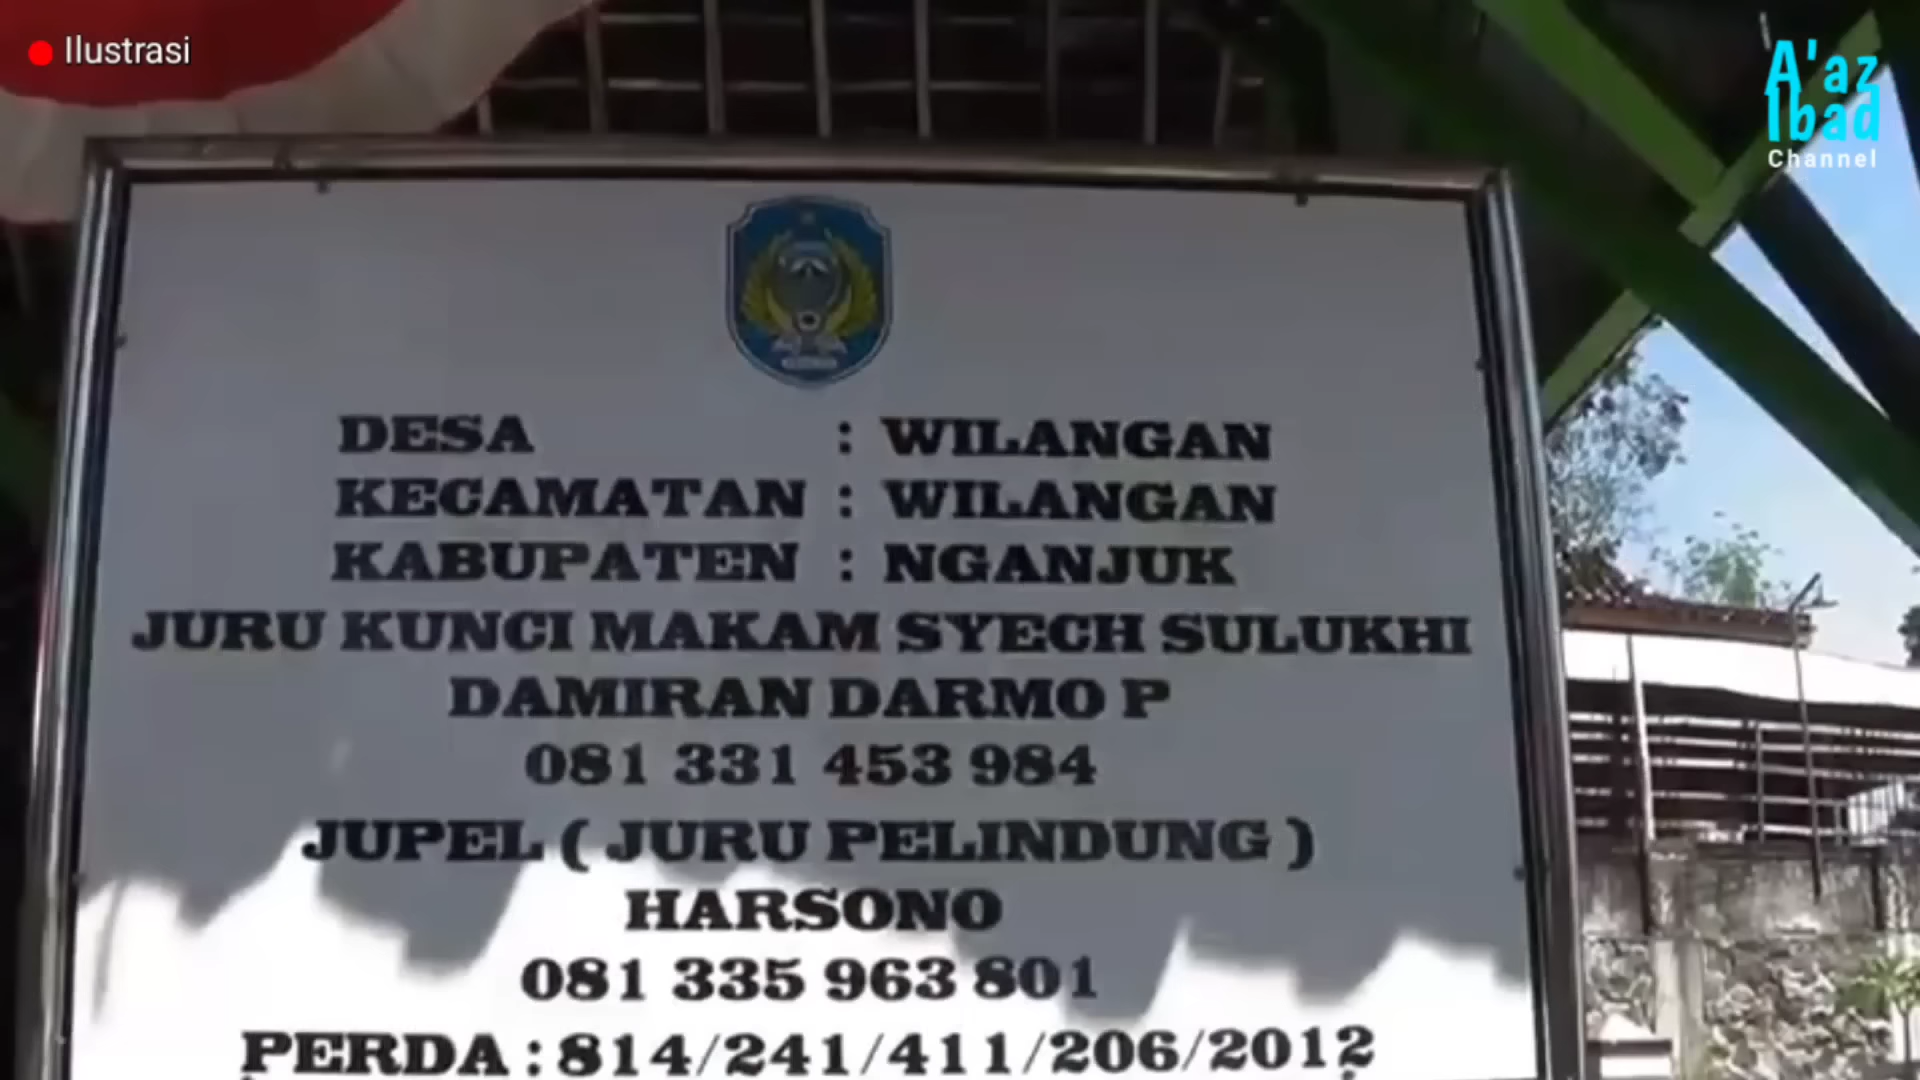 Ilustrasi
A'az
Ibad
Channel
DESA : WILANGAN
KECAMATAN : WILANGAN
KABUPATEN : NGANJUK
JURU KUNCI MAKAM SYECH SULUKHI
DAMIRAN DARMO P
081 331 453 984
JUPEL ( JURU PELINDUNG )
HARSONO
081 335 963 801
PERDA : 814/241/411/206/2012